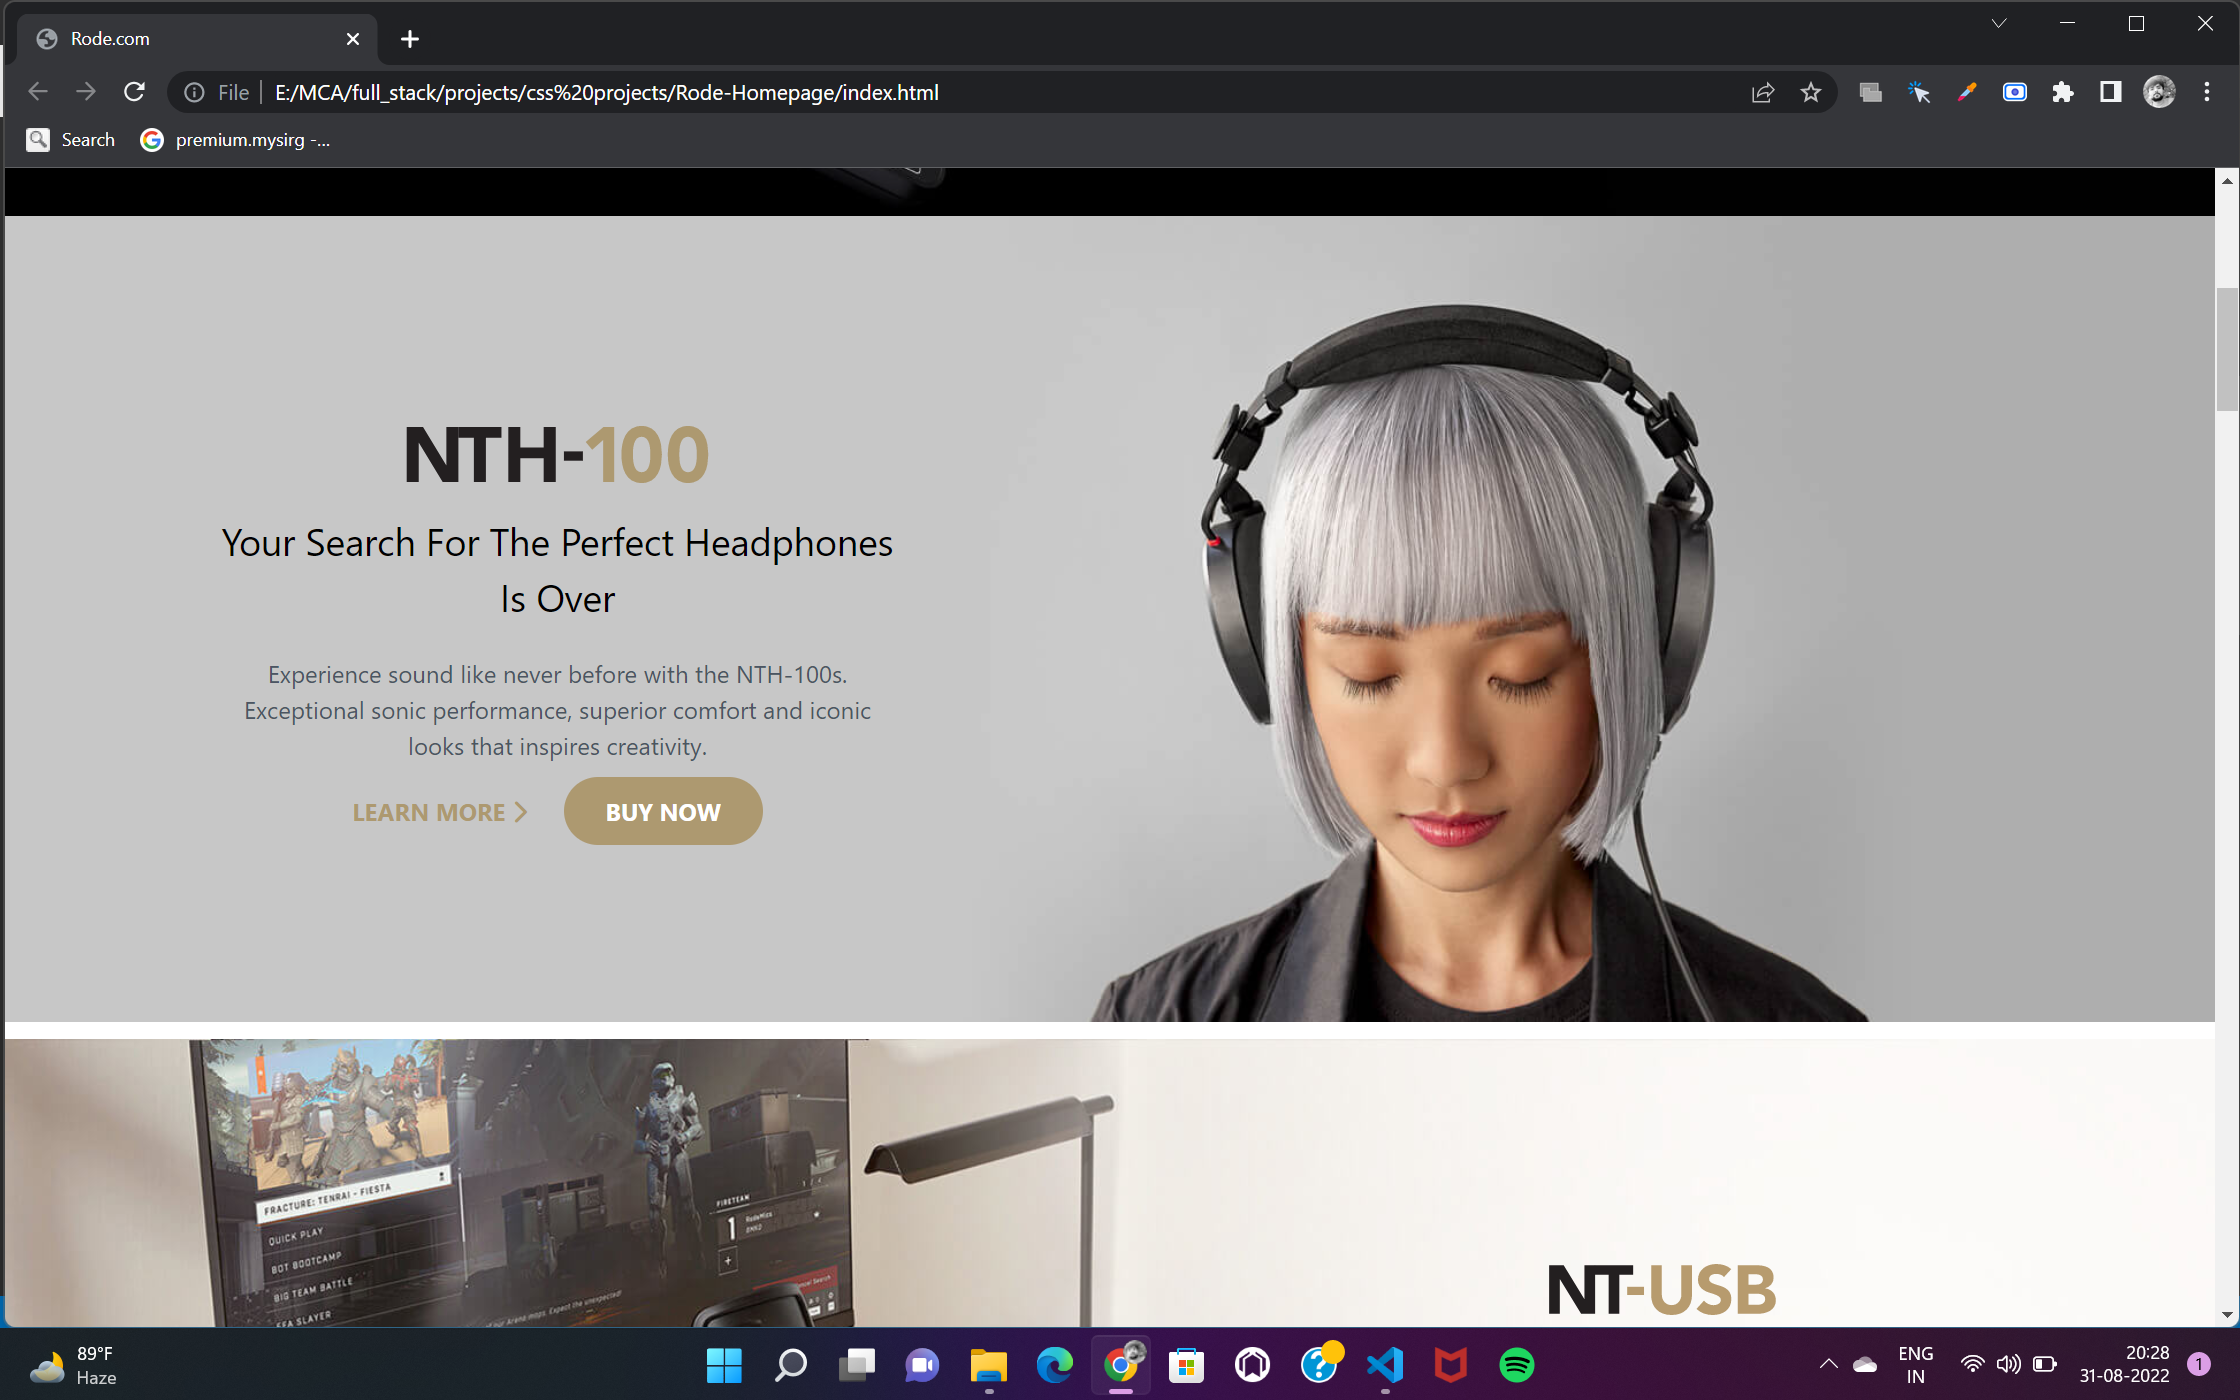 Rode.com
File
E:/MCA/full_stack/projects/css%20projects/Rode-Homepage/index.html
Search
premium.mysirg -...
NTH-100
Your Search For The Perfect Headphones
Is Over
Experience sound like never before with the NTH-100s.
Exceptional sonic performance, superior comfort and iconic
looks that inspires creativity.
LEARN MORE
BUY NOW
FRACTURE: TENRAI - FIESTA
QUICK PLAY
BOT BOOTCAMP
BIG TEAM BATTLE
FFA SLAYER
FIRETEAM
1
NT-USB
89°F
Haze
ENG
IN
20:28
31-08-2022
1